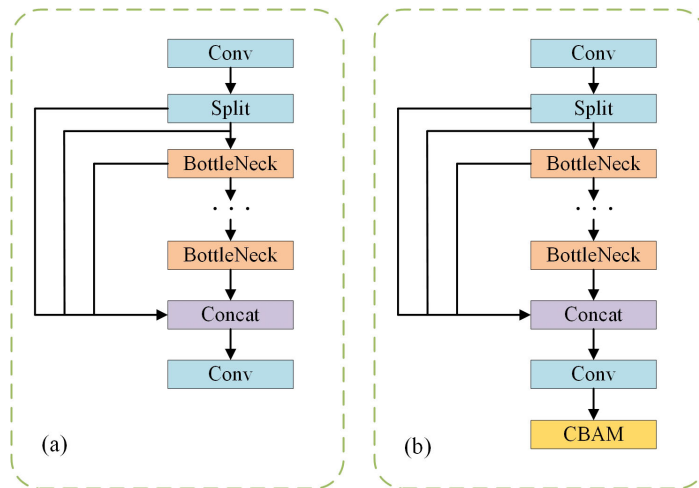 Conv
Split
BottleNeck
. . .
BottleNeck
Concat
Conv
(a)
Conv
Split
BottleNeck
. . .
BottleNeck
Concat
Conv
CBAM
(b)